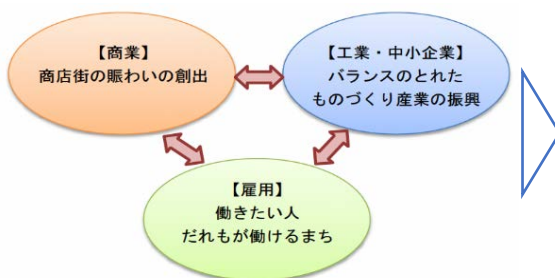 【商業】
商店街の賑わいの創出
【工業・中小企業】
バランスのとれた
ものづくり産業の振興
【雇用】
働きたい人
だれもが働けるまち